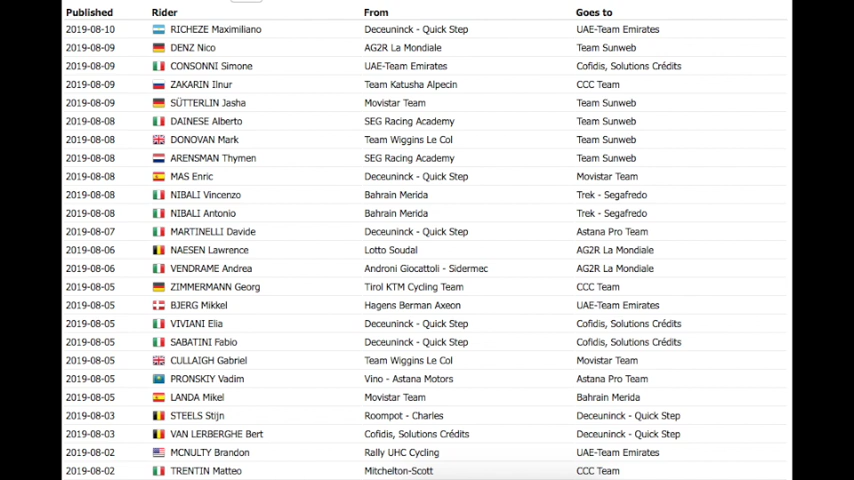 Published Rider From Goes to
2019-08-10 RICHEZE Maximiliano Deceuninck - Quick Step UAE-Team Emirates
2019-08-09 DENZ Nico AG2R La Mondiale Team Sunweb
2019-08-09 CONSONNI Simone UAE-Team Emirates Cofidis, Solutions Crédits
2019-08-09 ZAKARIN Ilnur Team Katusha Alpecin CCC Team
2019-08-09 SÜTTERLIN Jasha Movistar Team Team Sunweb
2019-08-08 DAINESE Alberto SEG Racing Academy Team Sunweb
2019-08-08 DONOVAN Mark Team Wiggins Le Col Team Sunweb
2019-08-08 ARENSMAN Thymen SEG Racing Academy Team Sunweb
2019-08-08 MAS Enric Deceuninck - Quick Step Movistar Team
2019-08-08 NIBALI Vincenzo Bahrain Merida Trek - Segafredo
2019-08-08 NIBALI Antonio Bahrain Merida Trek - Segafredo
2019-08-07 MARTINELLI Davide Deceuninck - Quick Step Astana Pro Team
2019-08-06 NAESEN Lawrence Lotto Soudal AG2R La Mondiale
2019-08-06 VENDRAME Andrea Androni Giocattoli - Sidermec AG2R La Mondiale
2019-08-05 ZIMMERMANN Georg Tirol KTM Cycling Team CCC Team
2019-08-05 BJERG Mikkel Hagens Berman Axeon UAE-Team Emirates
2019-08-05 VIVIANI Elia Deceuninck - Quick Step Cofidis, Solutions Crédits
2019-08-05 SABATINI Fabio Deceuninck - Quick Step Cofidis, Solutions Crédits
2019-08-05 CULLAIGH Gabriel Team Wiggins Le Col Movistar Team
2019-08-05 PRONSKIY Vadim Vino - Astana Motors Astana Pro Team
2019-08-05 LANDA Mikel Movistar Team Bahrain Merida
2019-08-03 STEELS Stijn Roompot - Charles Deceuninck - Quick Step
2019-08-03 VAN LERBERGHE Bert Cofidis, Solutions Crédits Deceuninck - Quick Step
2019-08-02 MCNULTY Brandon Rally UHC Cycling UAE-Team Emirates
2019-08-02 TRENTIN Matteo Mitchelton-Scott CCC Team